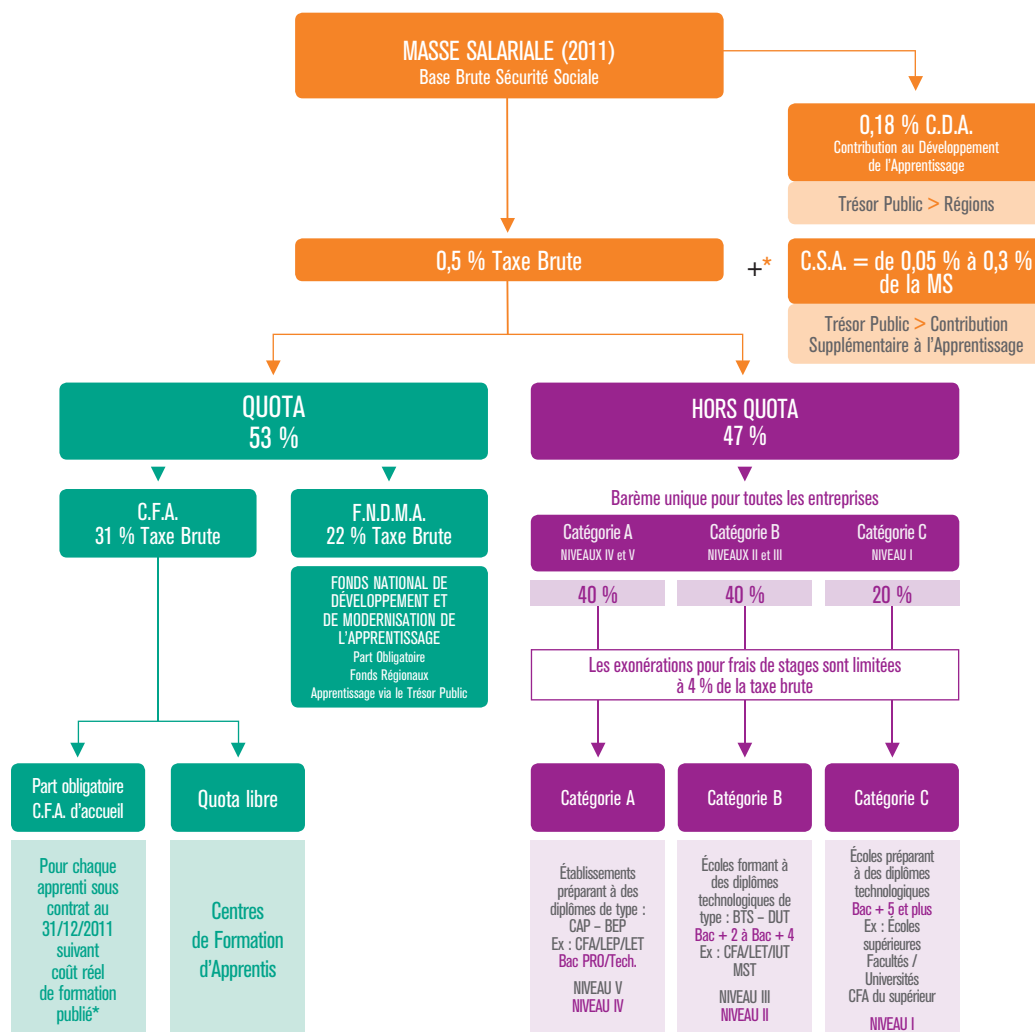 MASSE SALARIALE (2011)
Base Brute Sécurité Sociale
0,18 % C.D.A.
Contribution au Développement
de l'Apprentissage
Trésor Public > Régions
0,5 % Taxe Brute
+*
C.S.A. = de 0,05 % à 0,3 %
de la MS
Trésor Public > Contribution
Supplémentaire à l'Apprentissage
QUOTA
53 %
HORS QUOTA
47 %
C.F.A.
31 % Taxe Brute
F.N.D.M.A.
22 % Taxe Brute
FONDS NATIONAL DE
DÉVELOPPEMENT ET
DE MODERNISATION DE
L'APPRENTISSAGE
Part Obligatoire
Fonds Régionaux
Apprentissage via le Trésor Public
Barème unique pour toutes les entreprises
Catégorie A
NIVEAUX IV et V
Catégorie B
NIVEAUX II et III
Catégorie C
NIVEAU I
40 %
40 %
20 %
Les exonérations pour frais de stages sont limitées
à 4 % de la taxe brute
Part obligatoire
C.F.A. d'accueil
Quota libre
Catégorie A
Catégorie B
Catégorie C
Pour chaque
apprenti sous
contrat au
31/12/2011
suivant
coût réel
de formation
publié*
Centres
de Formation
d'Apprentis
Établissements
préparant à des
diplômes de type :
CAP – BEP
Ex : CFA/LEP/LET
Bac PRO/Tech.
NIVEAU V
NIVEAU IV
Écoles formant à
des diplômes
technologiques de
type : BTS – DUT
Bac + 2 à Bac + 4
Ex : CFA/LET/IUT
MST
NIVEAU III
NIVEAU II
Écoles préparant
à des diplômes
technologiques
Bac + 5 et plus
Ex : Ecoles
supérieures
Facultés /
Universités
CFA du supérieur
NIVEAU I